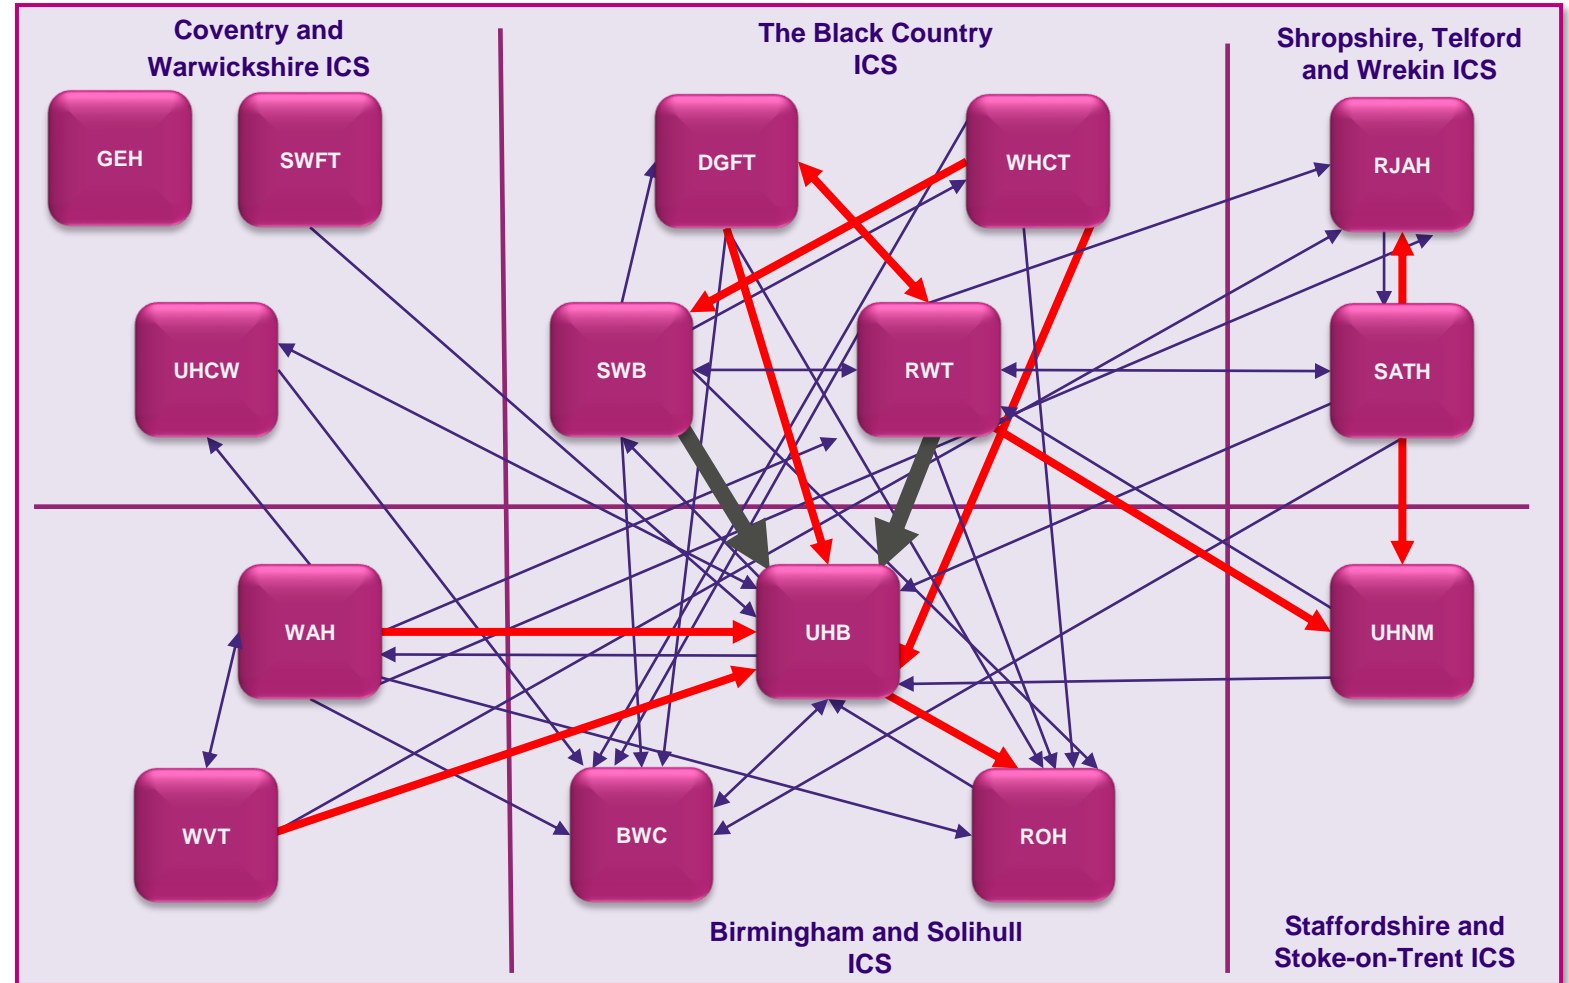 Coventry and
Warwickshire ICS
The Black Country
ICS
Shropshire, Telford
and Wrekin ICS
GEH
SWFT
DGFT
WHCT
RJAH
UHCW
SWB
RWT
SATH
WAH
UHB
UHNM
WVT
BWC
ROH
Birmingham and Solihull
ICS
Staffordshire and
Stoke-on-Trent ICS